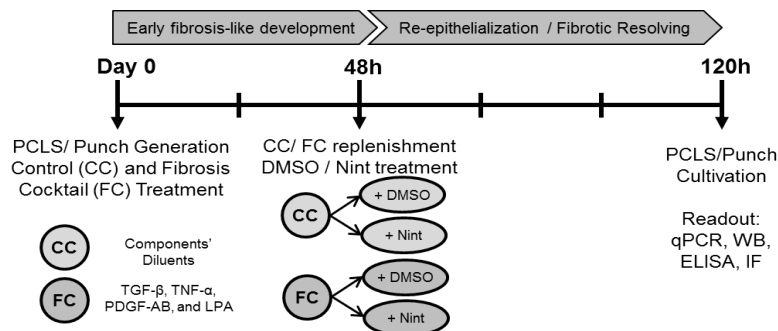 Early fibrosis-like development
Re-epithelialization / Fibrotic Resolving
Day 0
48h
120h
PCLS/ Punch Generation
Control (CC) and Fibrosis
Cocktail (FC) Treatment
CC
Components'
Diluents
FC
TGF-β, TNF-α,
PDGF-AB, and LPA
CC/ FC replenishment
DMSO / Nint treatment
CC
+ DMSO
+ Nint
FC
+ DMSO
+ Nint
PCLS/Punch
Cultivation
Readout:
qPCR, WB,
ELISA, IF